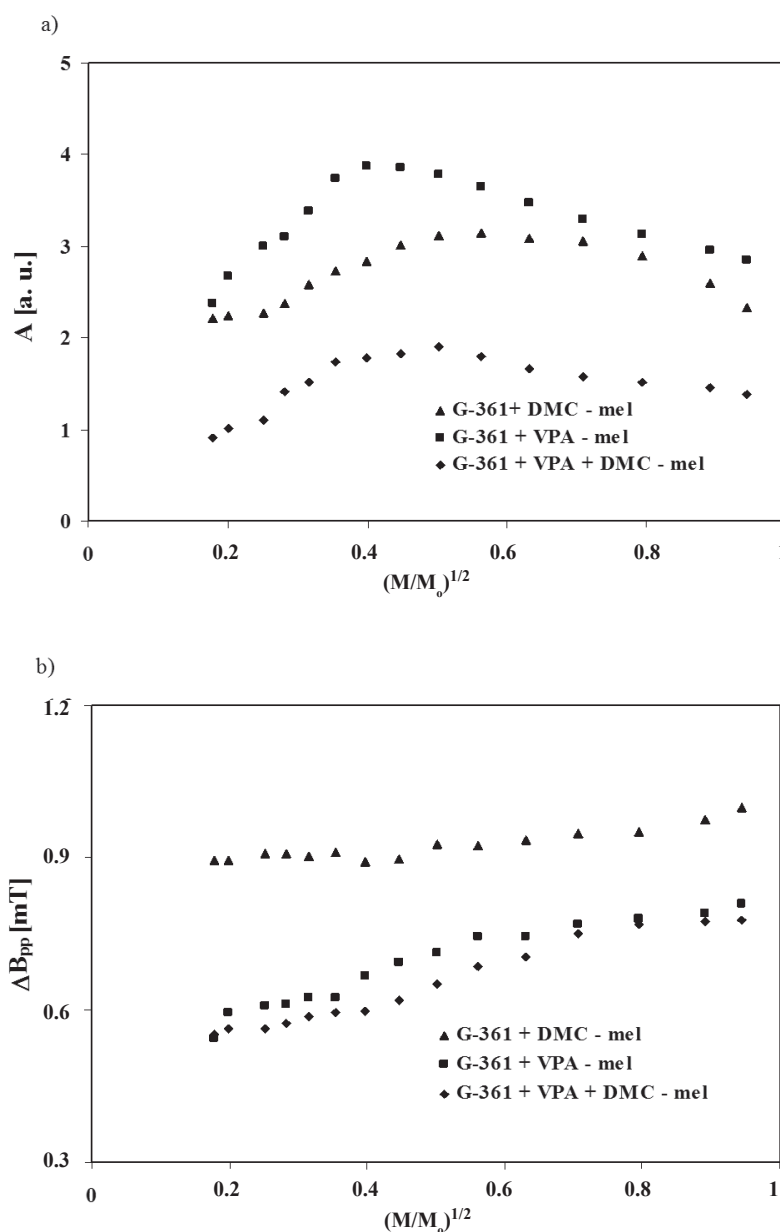 a)
5
4
3
2
1
0
A [a. u.]
▲ G-361+ DMC - mel
■ G-361 + VPA - mel
◆ G-361 + VPA + DMC - mel
0 0.2 0.4 0.6 0.8 1
(M/Mₒ)^1/2
b)
1.2
0.9
0.6
0.3
ΔBpp [mT]
▲ G-361 + DMC - mel
■ G-361 + VPA - mel
◆ G-361 + VPA + DMC - mel
0 0.2 0.4 0.6 0.8 1
(M/Mₒ)^1/2